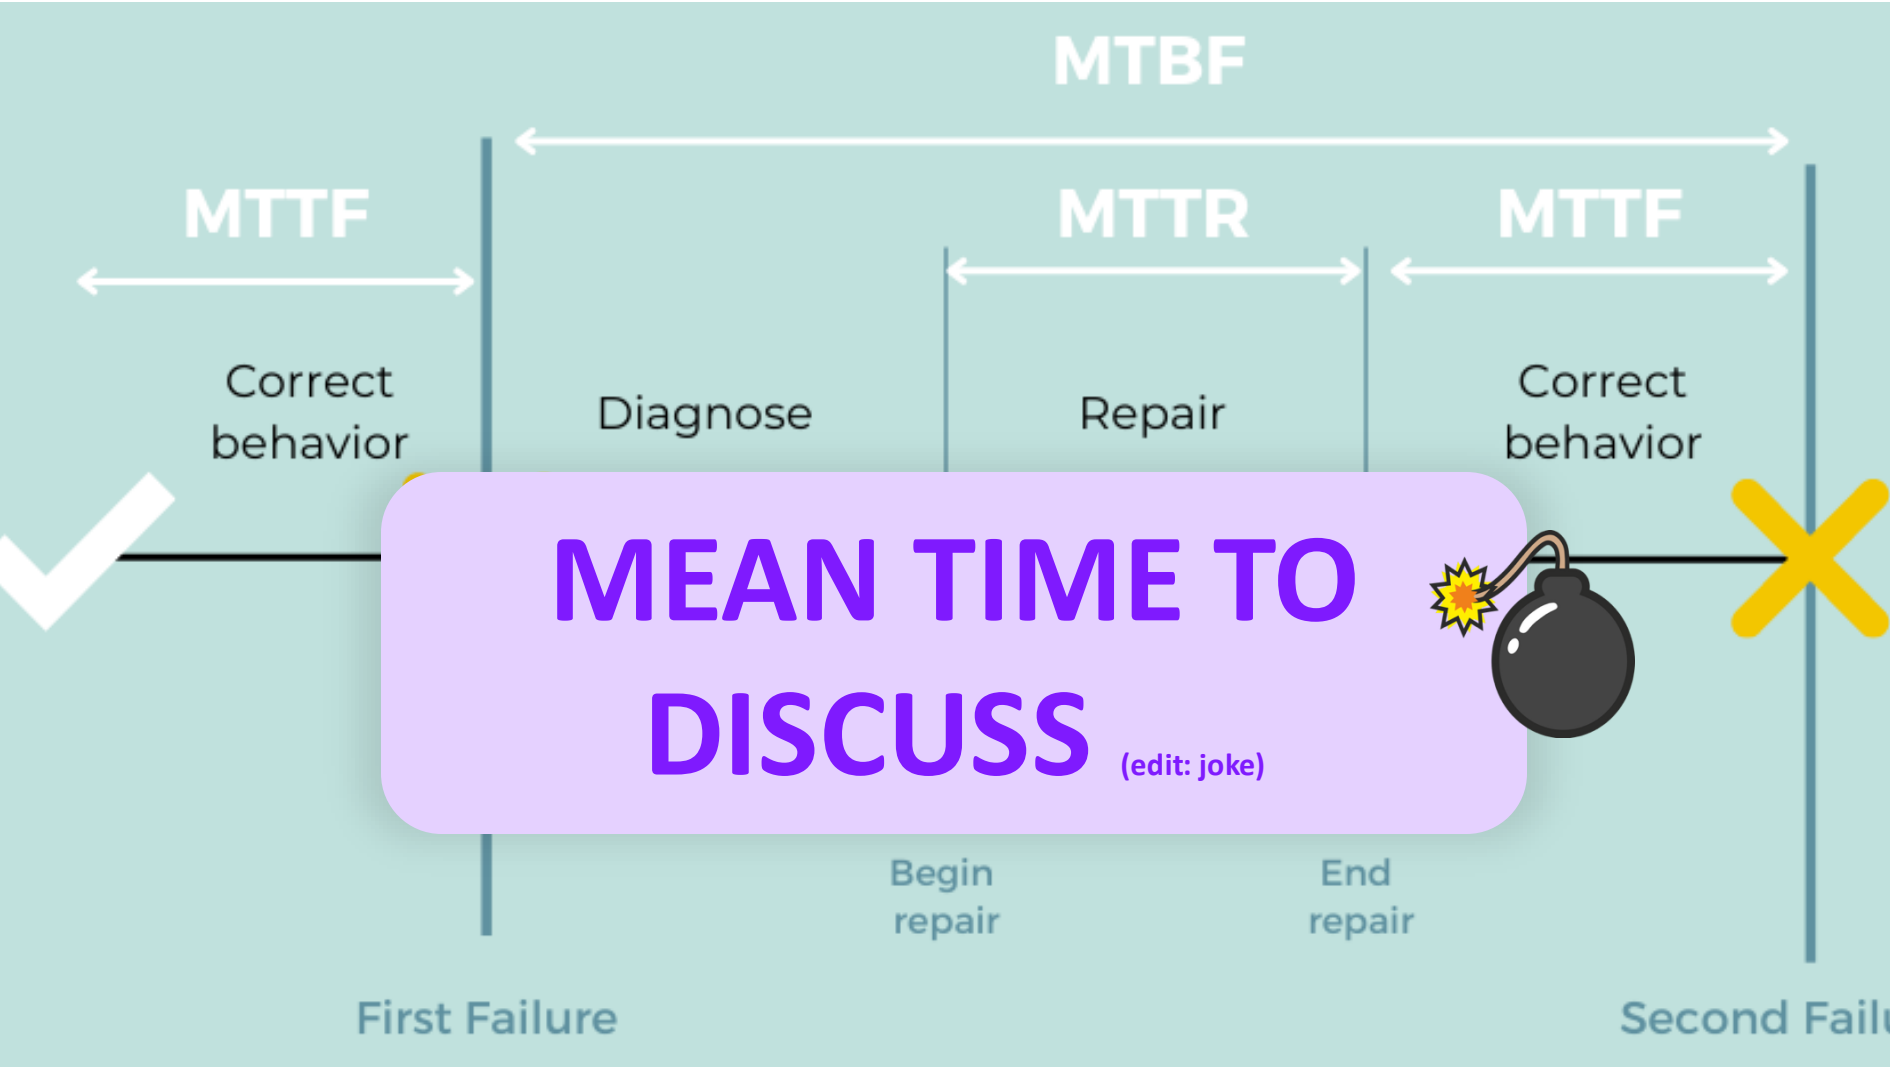 MTBF
MTTF
MTTR
MTTF
Correct
behavior
Diagnose
Repair
Correct
behavior
MEAN TIME TO
DISCUSS (edit: joke)
Begin
repair
End
repair
First Failure
Second